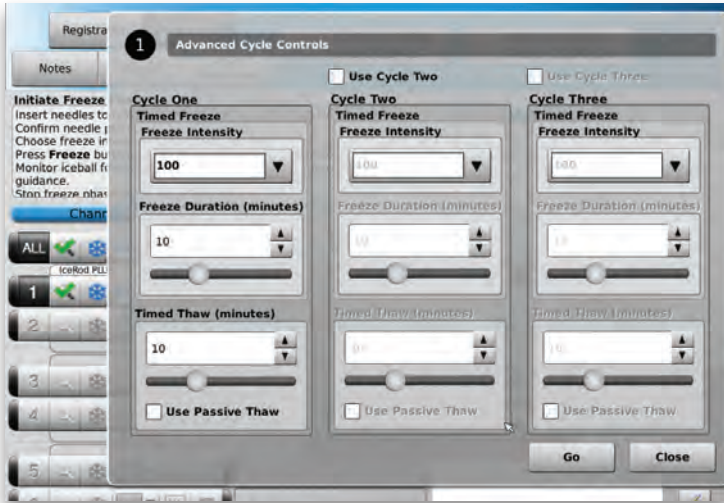 Registra
Notes
Initiate Freeze
Insert needles to
Confirm needle p
Choose freeze in
Press Freeze bu
Monitor iceball fo
guidance.
Stop freeze phas
Chann
ALL
IceRod PLU
1
2
3
4
5
1 Advanced Cycle Controls
Use Cycle Two
Use Cycle Three
Cycle One
Timed Freeze
Freeze Intensity
100
Freeze Duration (minutes)
10
Timed Thaw (minutes)
10
Use Passive Thaw
Cycle Two
Timed Freeze
Freeze Intensity
100
Freeze Duration (minutes)
10
Timed Thaw (minutes)
Use Passive Thaw
Cycle Three
Timed Freeze
Freeze Intensity
100
Freeze Duration (minutes)
10
Timed Thaw (minutes)
10
Use Passive Thaw
Go
Close